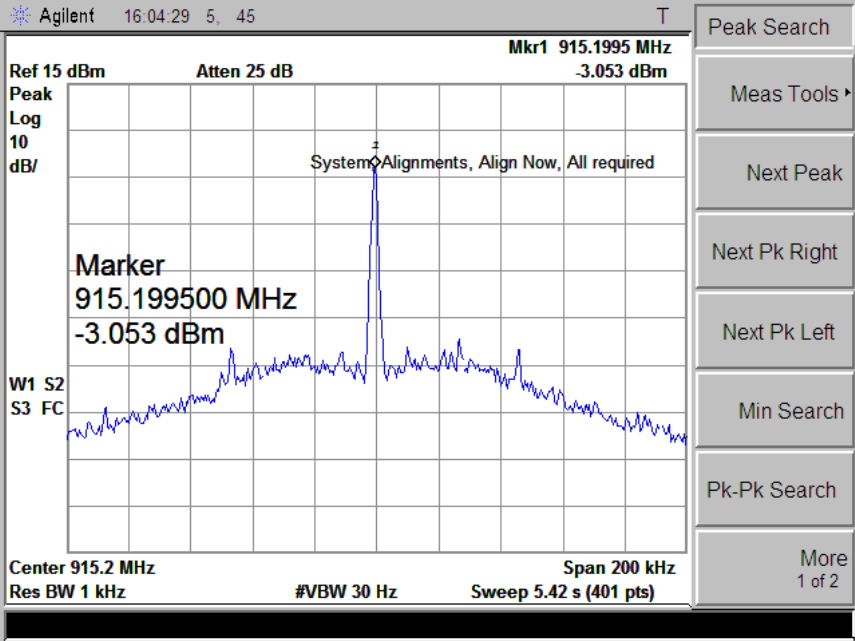 Agilent 16:04:29 5, 45 T
Peak Search
Mkr1 915.1995 MHz
Ref 15 dBm Atten 25 dB -3.053 dBm
Peak
Log
10
dB/
1
System, Alignments, Align Now, All required
Marker
915.199500 MHz
-3.053 dBm
W1 S2
S3 FC
Center 915.2 MHz Span 200 kHz
Res BW 1 kHz #VBW 30 Hz Sweep 5.42 s (401 pts)
Meas Tools
Next Peak
Next Pk Right
Next Pk Left
Min Search
Pk-Pk Search
More
1 of 2